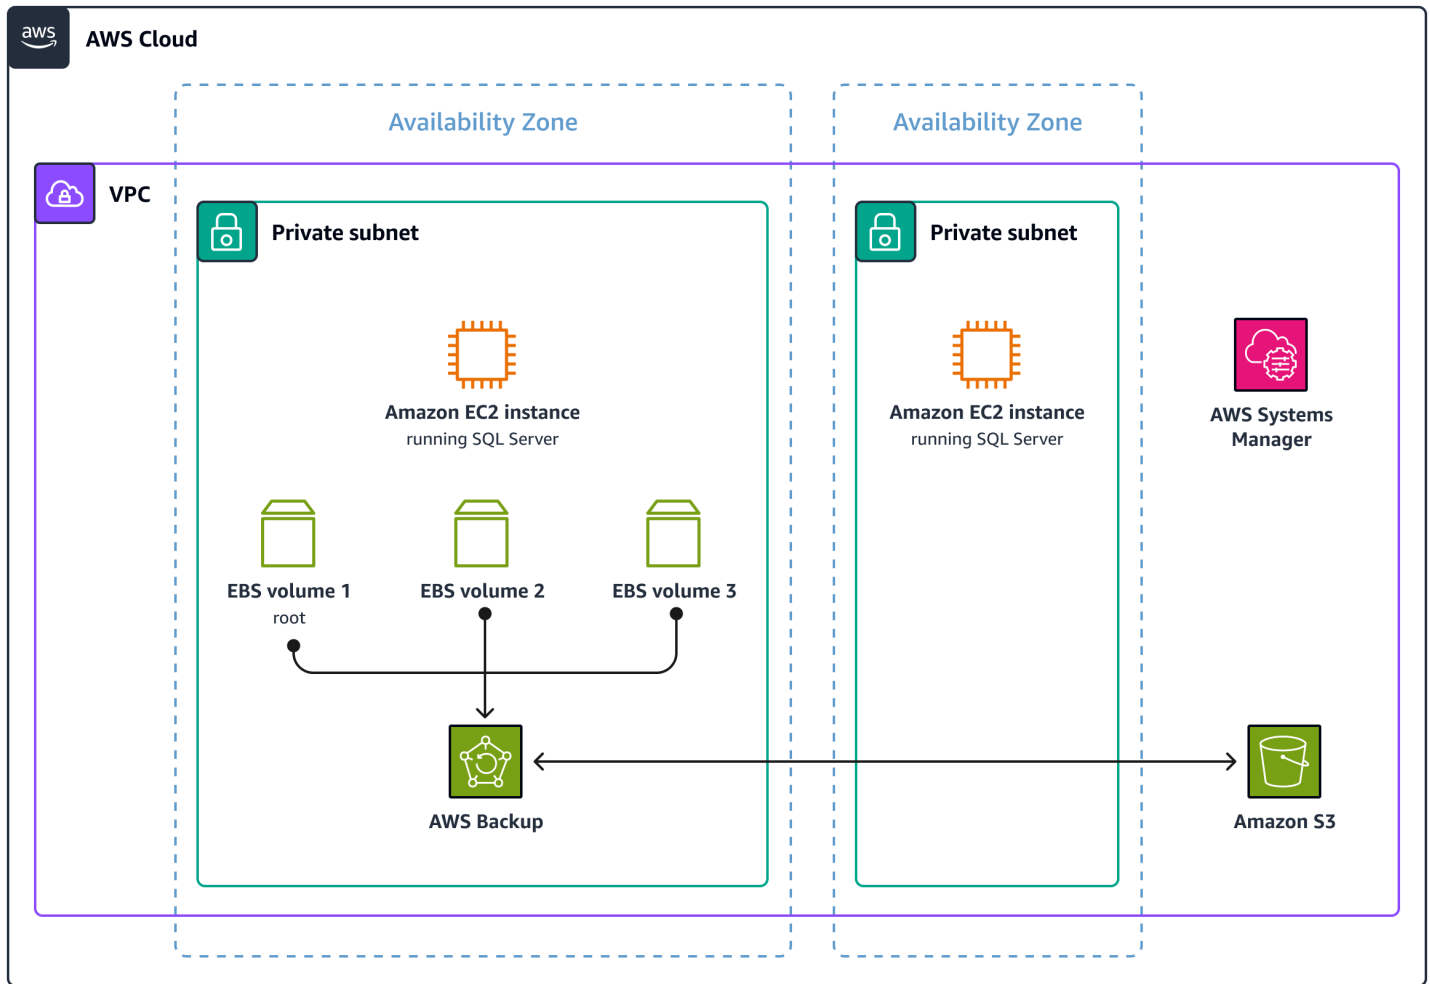 aws
AWS Cloud
Availability Zone
Availability Zone
VPC
Private subnet
Private subnet
Amazon EC2 instance
running SQL Server
Amazon EC2 instance
running SQL Server
AWS Systems
Manager
EBS volume 1
root
EBS volume 2
EBS volume 3
AWS Backup
Amazon S3